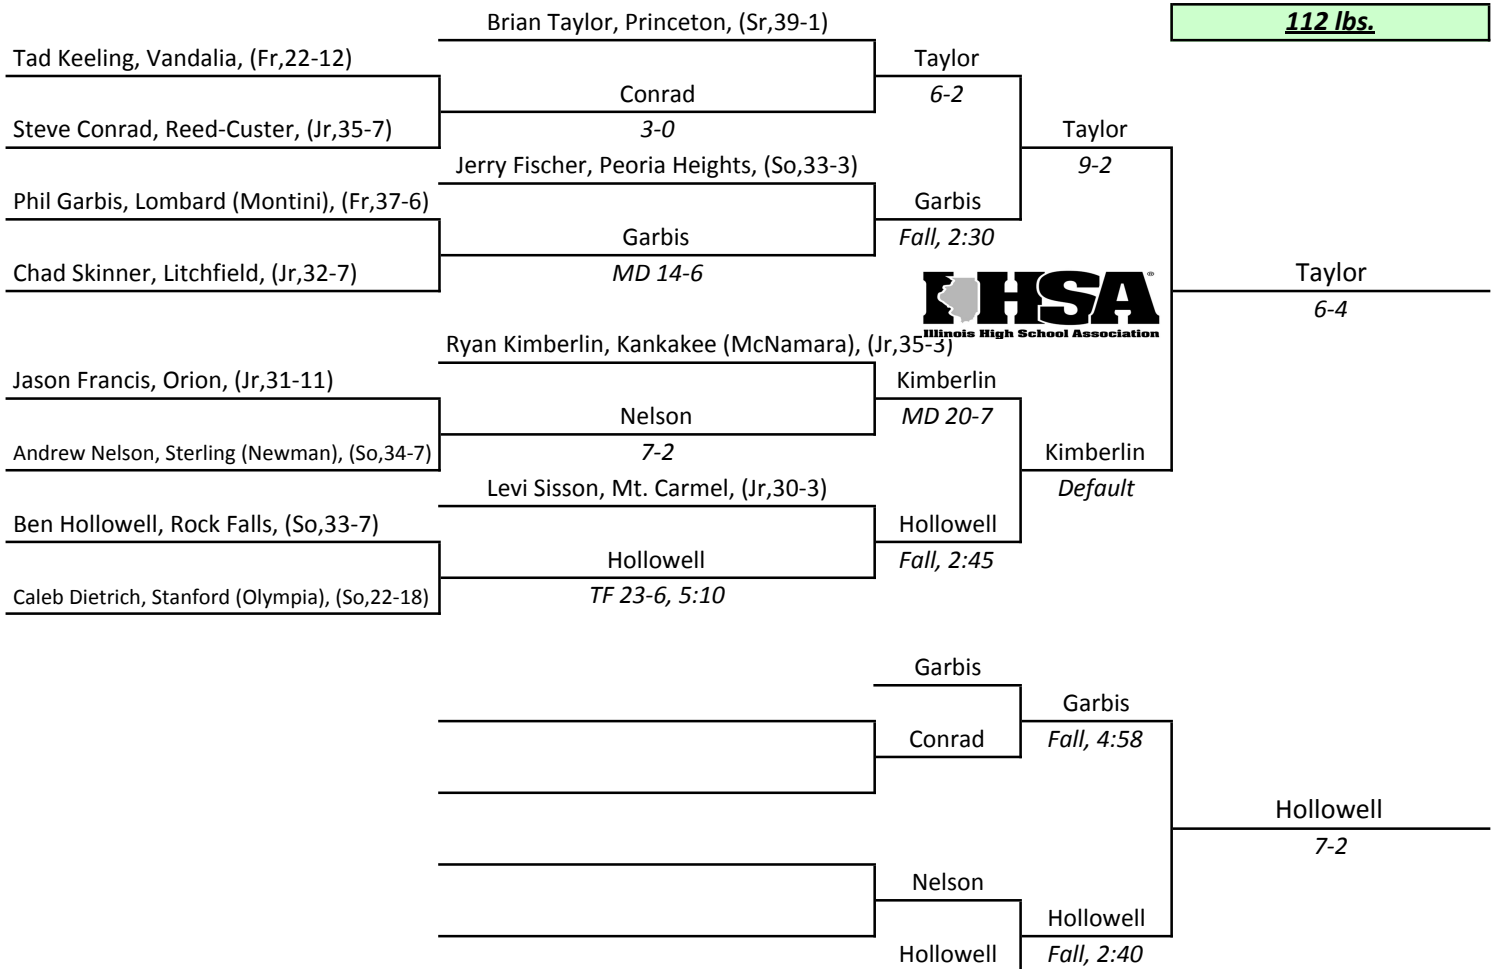 Brian Taylor, Princeton, (Sr,39-1)
112 lbs.
Tad Keeling, Vandalia, (Fr,22-12)
Taylor
Conrad
6-2
Steve Conrad, Reed-Custer, (Jr,35-7)
3-0
Taylor
Jerry Fischer, Peoria Heights, (So,33-3)
9-2
Phil Garbis, Lombard (Montini), (Fr,37-6)
Garbis
Garbis
Fall, 2:30
Chad Skinner, Litchfield, (Jr,32-7)
MD 14-6
Taylor
IHSA®
6-4
Illinois High School Association
Ryan Kimberlin, Kankakee (McNamara), (Jr,35-3)
Jason Francis, Orion, (Jr,31-11)
Kimberlin
Nelson
MD 20-7
Andrew Nelson, Sterling (Newman), (So,34-7)
7-2
Kimberlin
Levi Sisson, Mt. Carmel, (Jr,30-3)
Default
Ben Hollowell, Rock Falls, (So,33-7)
Hollowell
Hollowell
Fall, 2:45
Caleb Dietrich, Stanford (Olympia), (So,22-18)
TF 23-6, 5:10
Garbis
Garbis
Conrad
Fall, 4:58
Hollowell
7-2
Nelson
Hollowell
Hollowell
Fall, 2:40